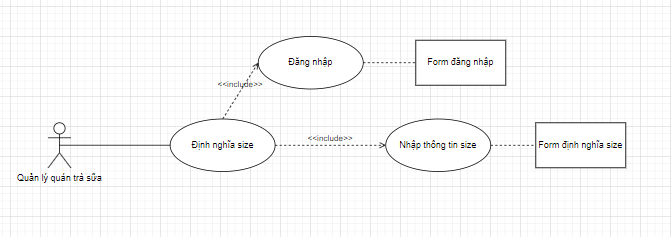 Đăng nhập
Form đăng nhập
<<include>>
<<include>>
Định nghĩa size
Nhập thông tin size
Form định nghĩa size
Quản lý quán trà sữa